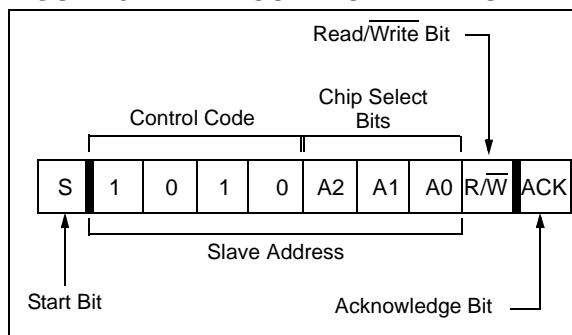 Read/Write Bit
Chip Select
Bits
Control Code
S 1 0 1 0 A2 A1 A0 R/W ACK
Slave Address
Start Bit
Acknowledge Bit